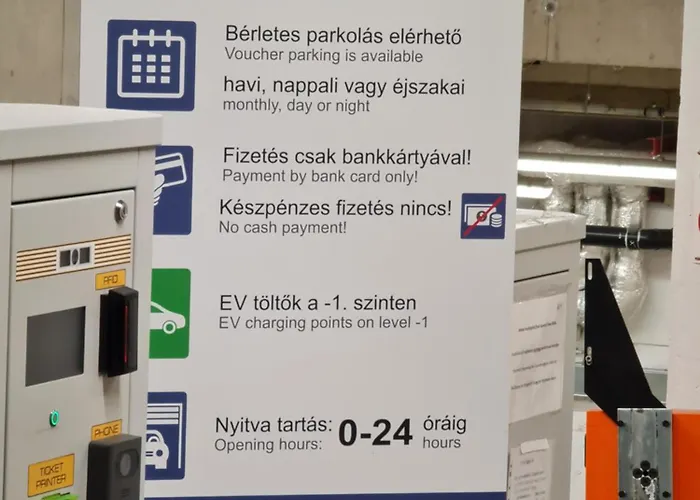 Bérletes parkolás elérhető
Voucher parking is available
havi, nappali vagy éjszakai
monthly, day or night
Fizetés csak bankkártyával!
Payment by bank card only!
Készpénzes fizetés nincs!
No cash payment!
EV töltők a -1. szinten
EV charging points on level -1
Nyitva tartás: 0-24 óráig
Opening hours: hours
RFID
PHONE
TICKET
PRINTER